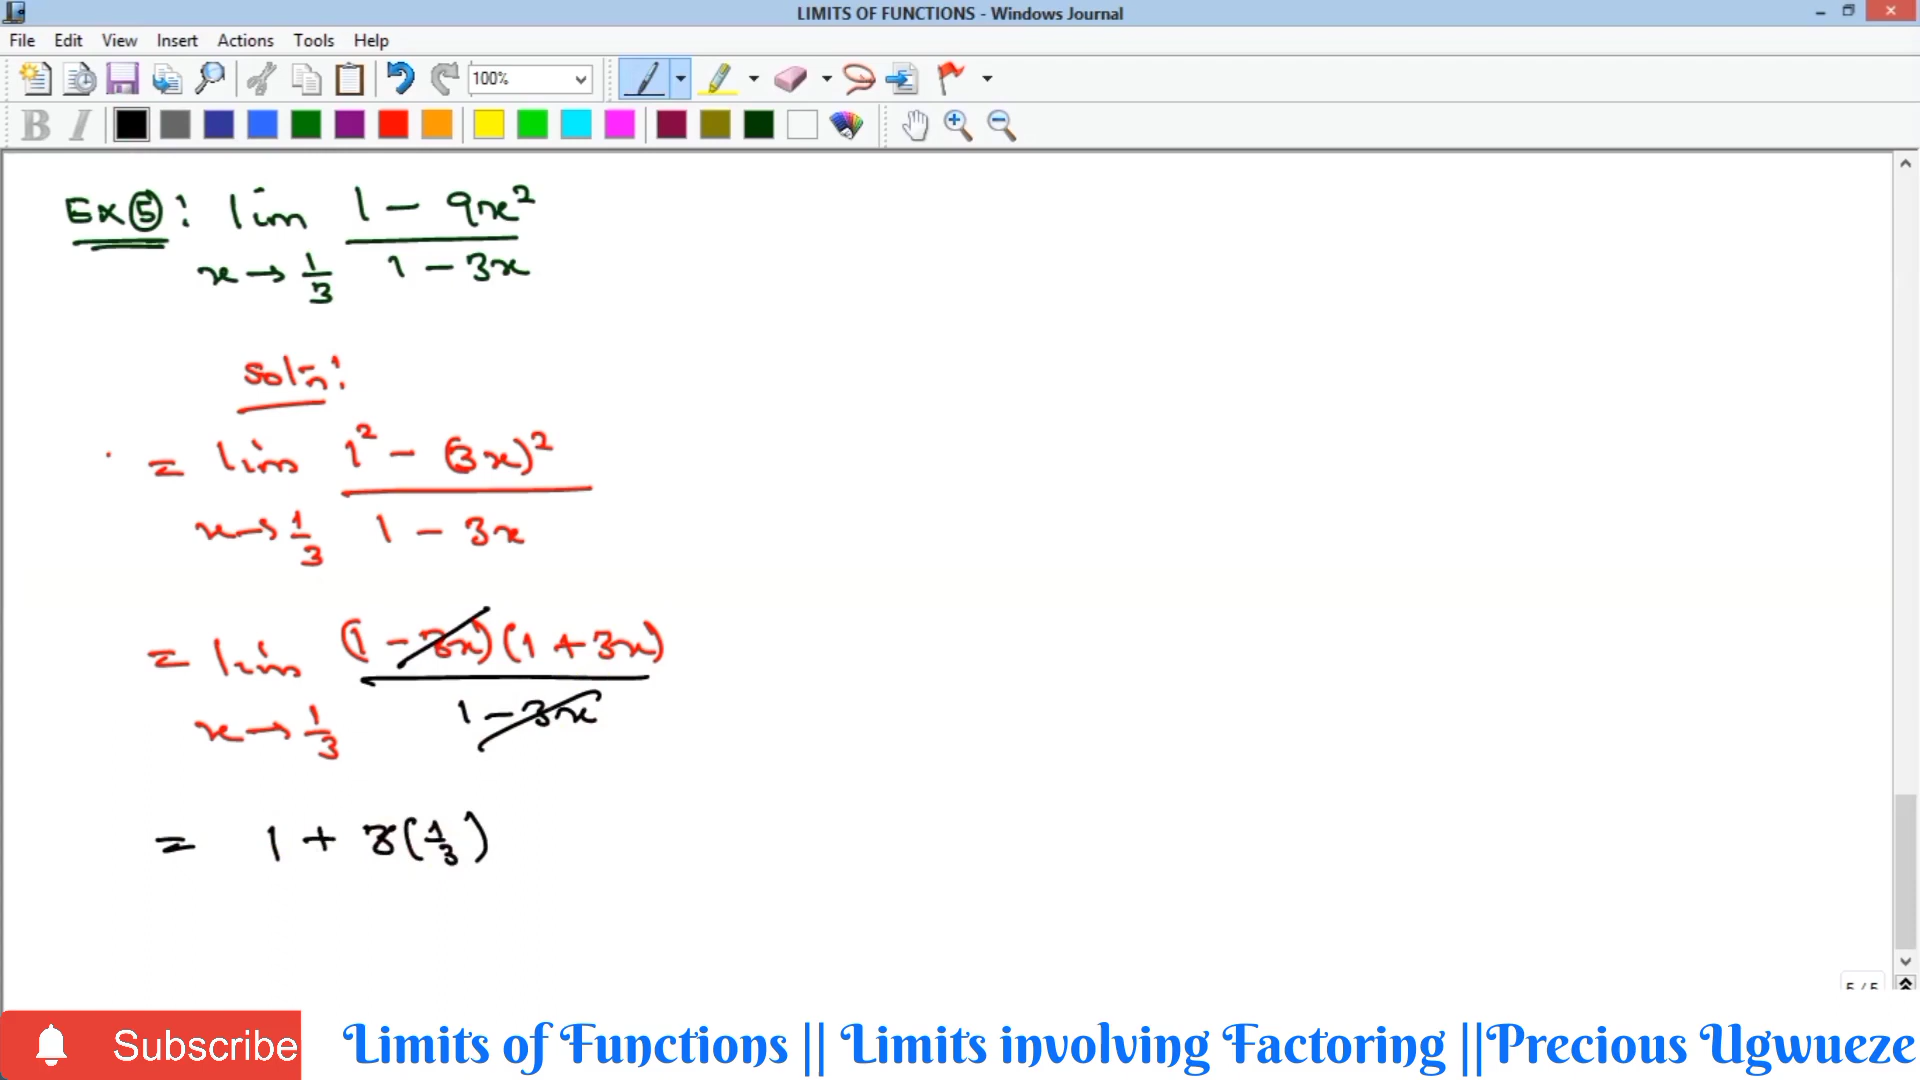 LIMITS OF FUNCTIONS - Windows Journal
File Edit View Insert Actions Tools Help
100%
B I
Ex⑤: lim 1 - 9x²
x → 1/3 1 - 3x
soln:
= lim 1² - (3x)²
x → 1/3 1 - 3x
= lim (1 - 3x)(1 + 3x)
x → 1/3 1 - 3x
= 1 + 3(1/3)
5 / 5
Subscribe Limits of Functions || Limits involving Factoring ||Precious Ugwueze